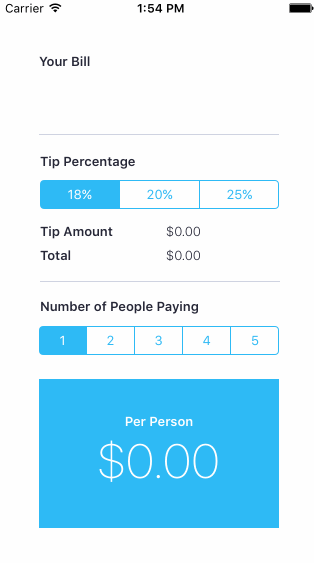 Carrier 1:54 PM
Your Bill
Tip Percentage
18% 20% 25%
Tip Amount $0.00
Total $0.00
Number of People Paying
1 2 3 4 5
Per Person
$0.00